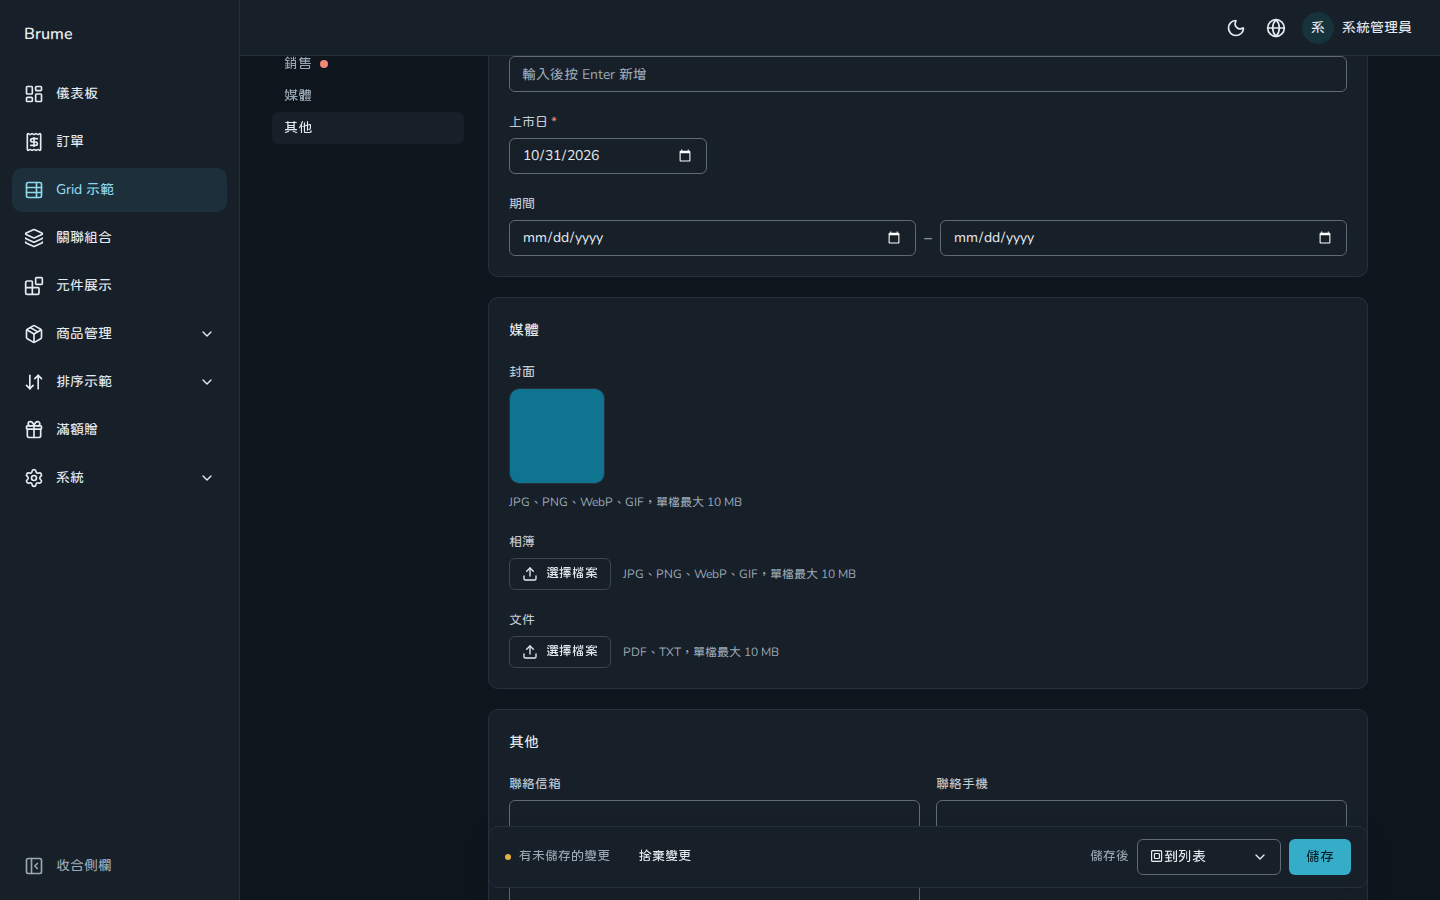 Brume
系
系統管理員
儀表板
訂單
Grid 示範
關聯組合
元件展示
商品管理
排序示範
滿額贈
系統
收合側欄
銷售
媒體
其他
輸入後按 Enter 新增
上市日 *
10/31/2026
期間
mm/dd/yyyy – mm/dd/yyyy
媒體
封面
JPG、PNG、WebP、GIF，單檔最大 10 MB
相簿
選擇檔案 JPG、PNG、WebP、GIF，單檔最大 10 MB
文件
選擇檔案 PDF、TXT，單檔最大 10 MB
其他
聯絡信箱 聯絡手機
有未儲存的變更 捨棄變更 儲存後 回到列表 儲存